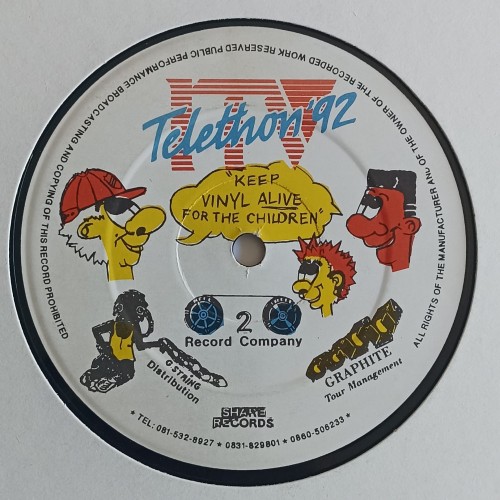 ALL RIGHTS OF THE MANUFACTURER AND OF THE OWNER OF THE RECORDED WORK RESERVED PUBLIC PERFORMANCE BROADCASTING AND COPYING OF THIS RECORD PROHIBITED
ITV
Telethon '92
"KEEP
VINYL ALIVE
FOR THE CHILDREN"
2
Record Company
G STRING
Distribution
GRAPHITE
Tour Management
SHARE
RECORDS
* TEL: 081-532-8927 * 0831-829801 * 0860-506233 *